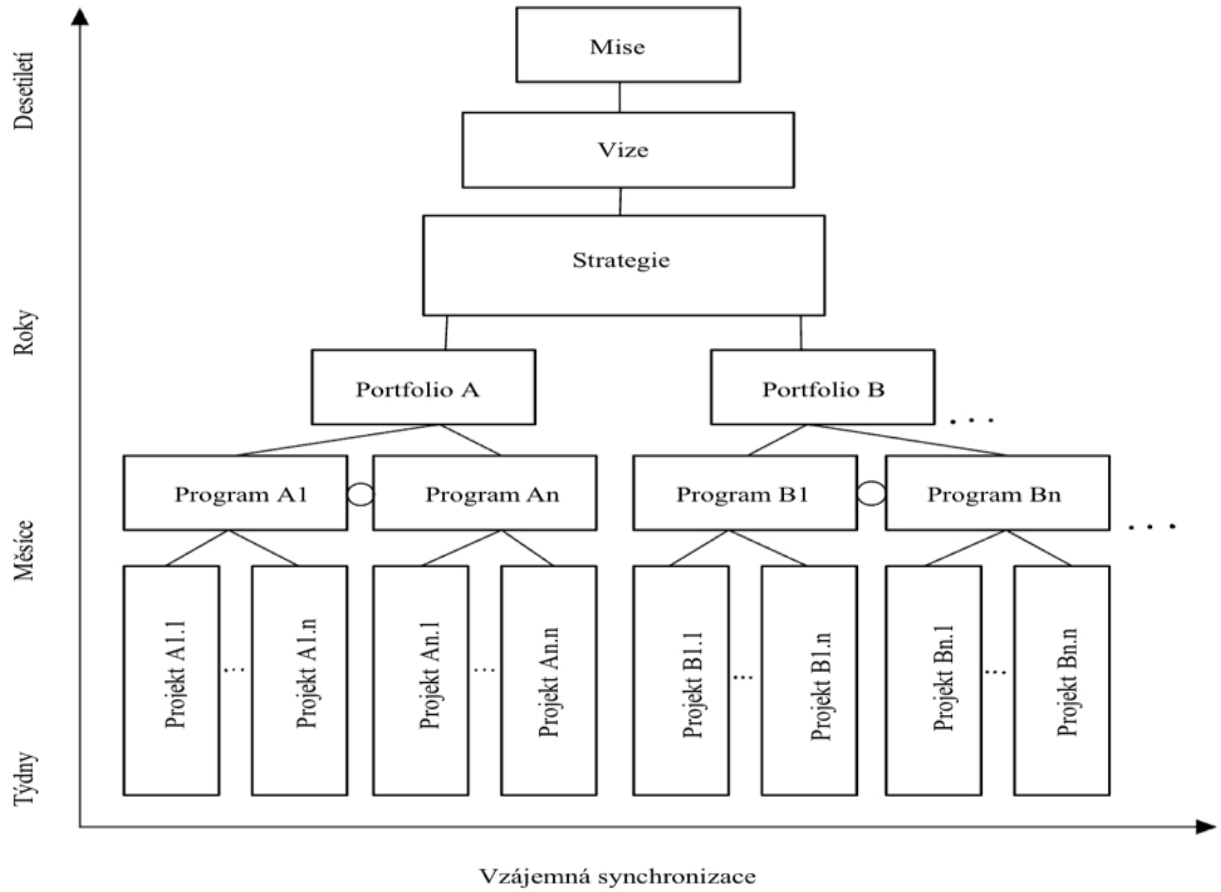 Desetiletí
Roky
Měsíce
Týdny
Mise
Vize
Strategie
Portfolio A
Portfolio B
. . .
Program A1
Program An
Program B1
Program Bn
. . .
Projekt A1.1
...
Projekt A1.n
Projekt An.1
...
Projekt An.n
Projekt B1.1
...
Projekt B1.n
Projekt Bn.1
...
Projekt Bn.n
Vzájemná synchronizace